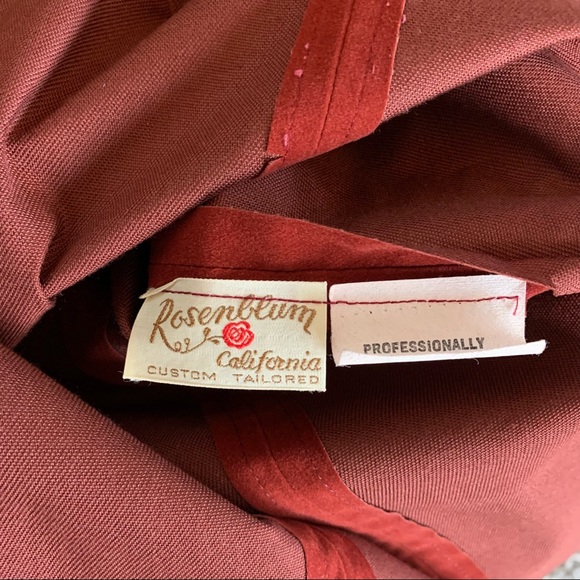 Rosenblum
California
CUSTOM TAILORED
PROFESSIONALLY